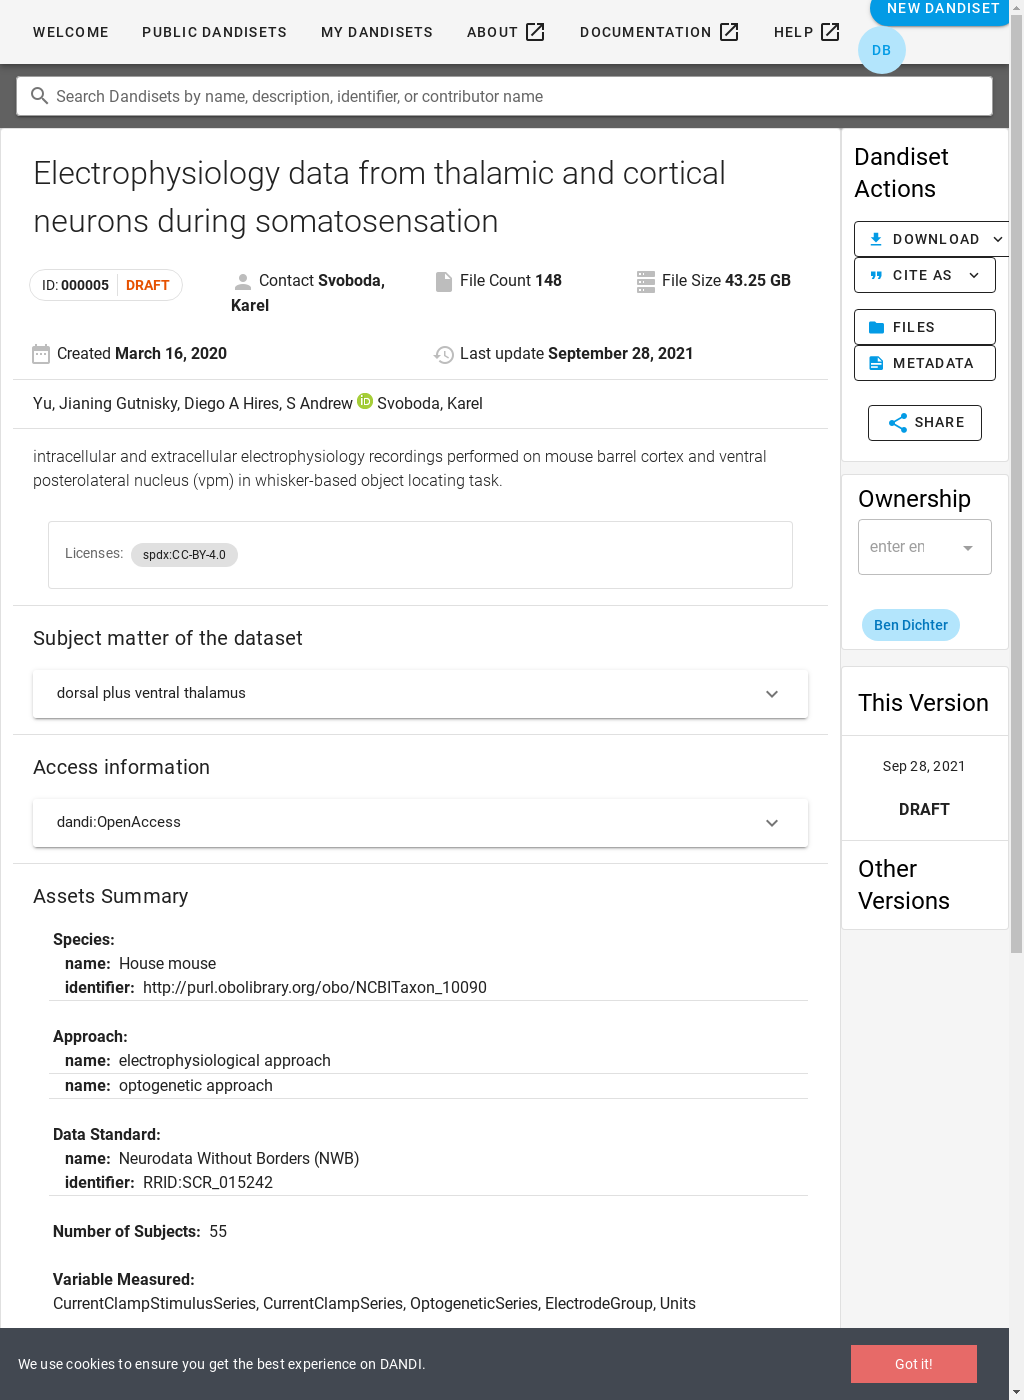 WELCOME PUBLIC DANDISETS MY DANDISETS ABOUT DOCUMENTATION HELP NEW DANDISET
DB
Search Dandisets by name, description, identifier, or contributor name
Electrophysiology data from thalamic and cortical
neurons during somatosensation
ID: 000005 DRAFT
Contact Svoboda,
Karel
File Count 148
File Size 43.25 GB
Created March 16, 2020
Last update September 28, 2021
Yu, Jianing Gutnisky, Diego A Hires, S Andrew iD Svoboda, Karel
intracellular and extracellular electrophysiology recordings performed on mouse barrel cortex and ventral
posterolateral nucleus (vpm) in whisker-based object locating task.
Licenses: spdx:CC-BY-4.0
Subject matter of the dataset
dorsal plus ventral thalamus
Access information
dandi:OpenAccess
Assets Summary
Species:
name: House mouse
identifier: http://purl.obolibrary.org/obo/NCBITaxon_10090
Approach:
name: electrophysiological approach
name: optogenetic approach
Data Standard:
name: Neurodata Without Borders (NWB)
identifier: RRID:SCR_015242
Number of Subjects: 55
Variable Measured:
CurrentClampStimulusSeries, CurrentClampSeries, OptogeneticSeries, ElectrodeGroup, Units
Dandiset
Actions
DOWNLOAD
CITE AS
FILES
METADATA
SHARE
Ownership
enter en
Ben Dichter
This Version
Sep 28, 2021
DRAFT
Other
Versions
We use cookies to ensure you get the best experience on DANDI.
Got it!